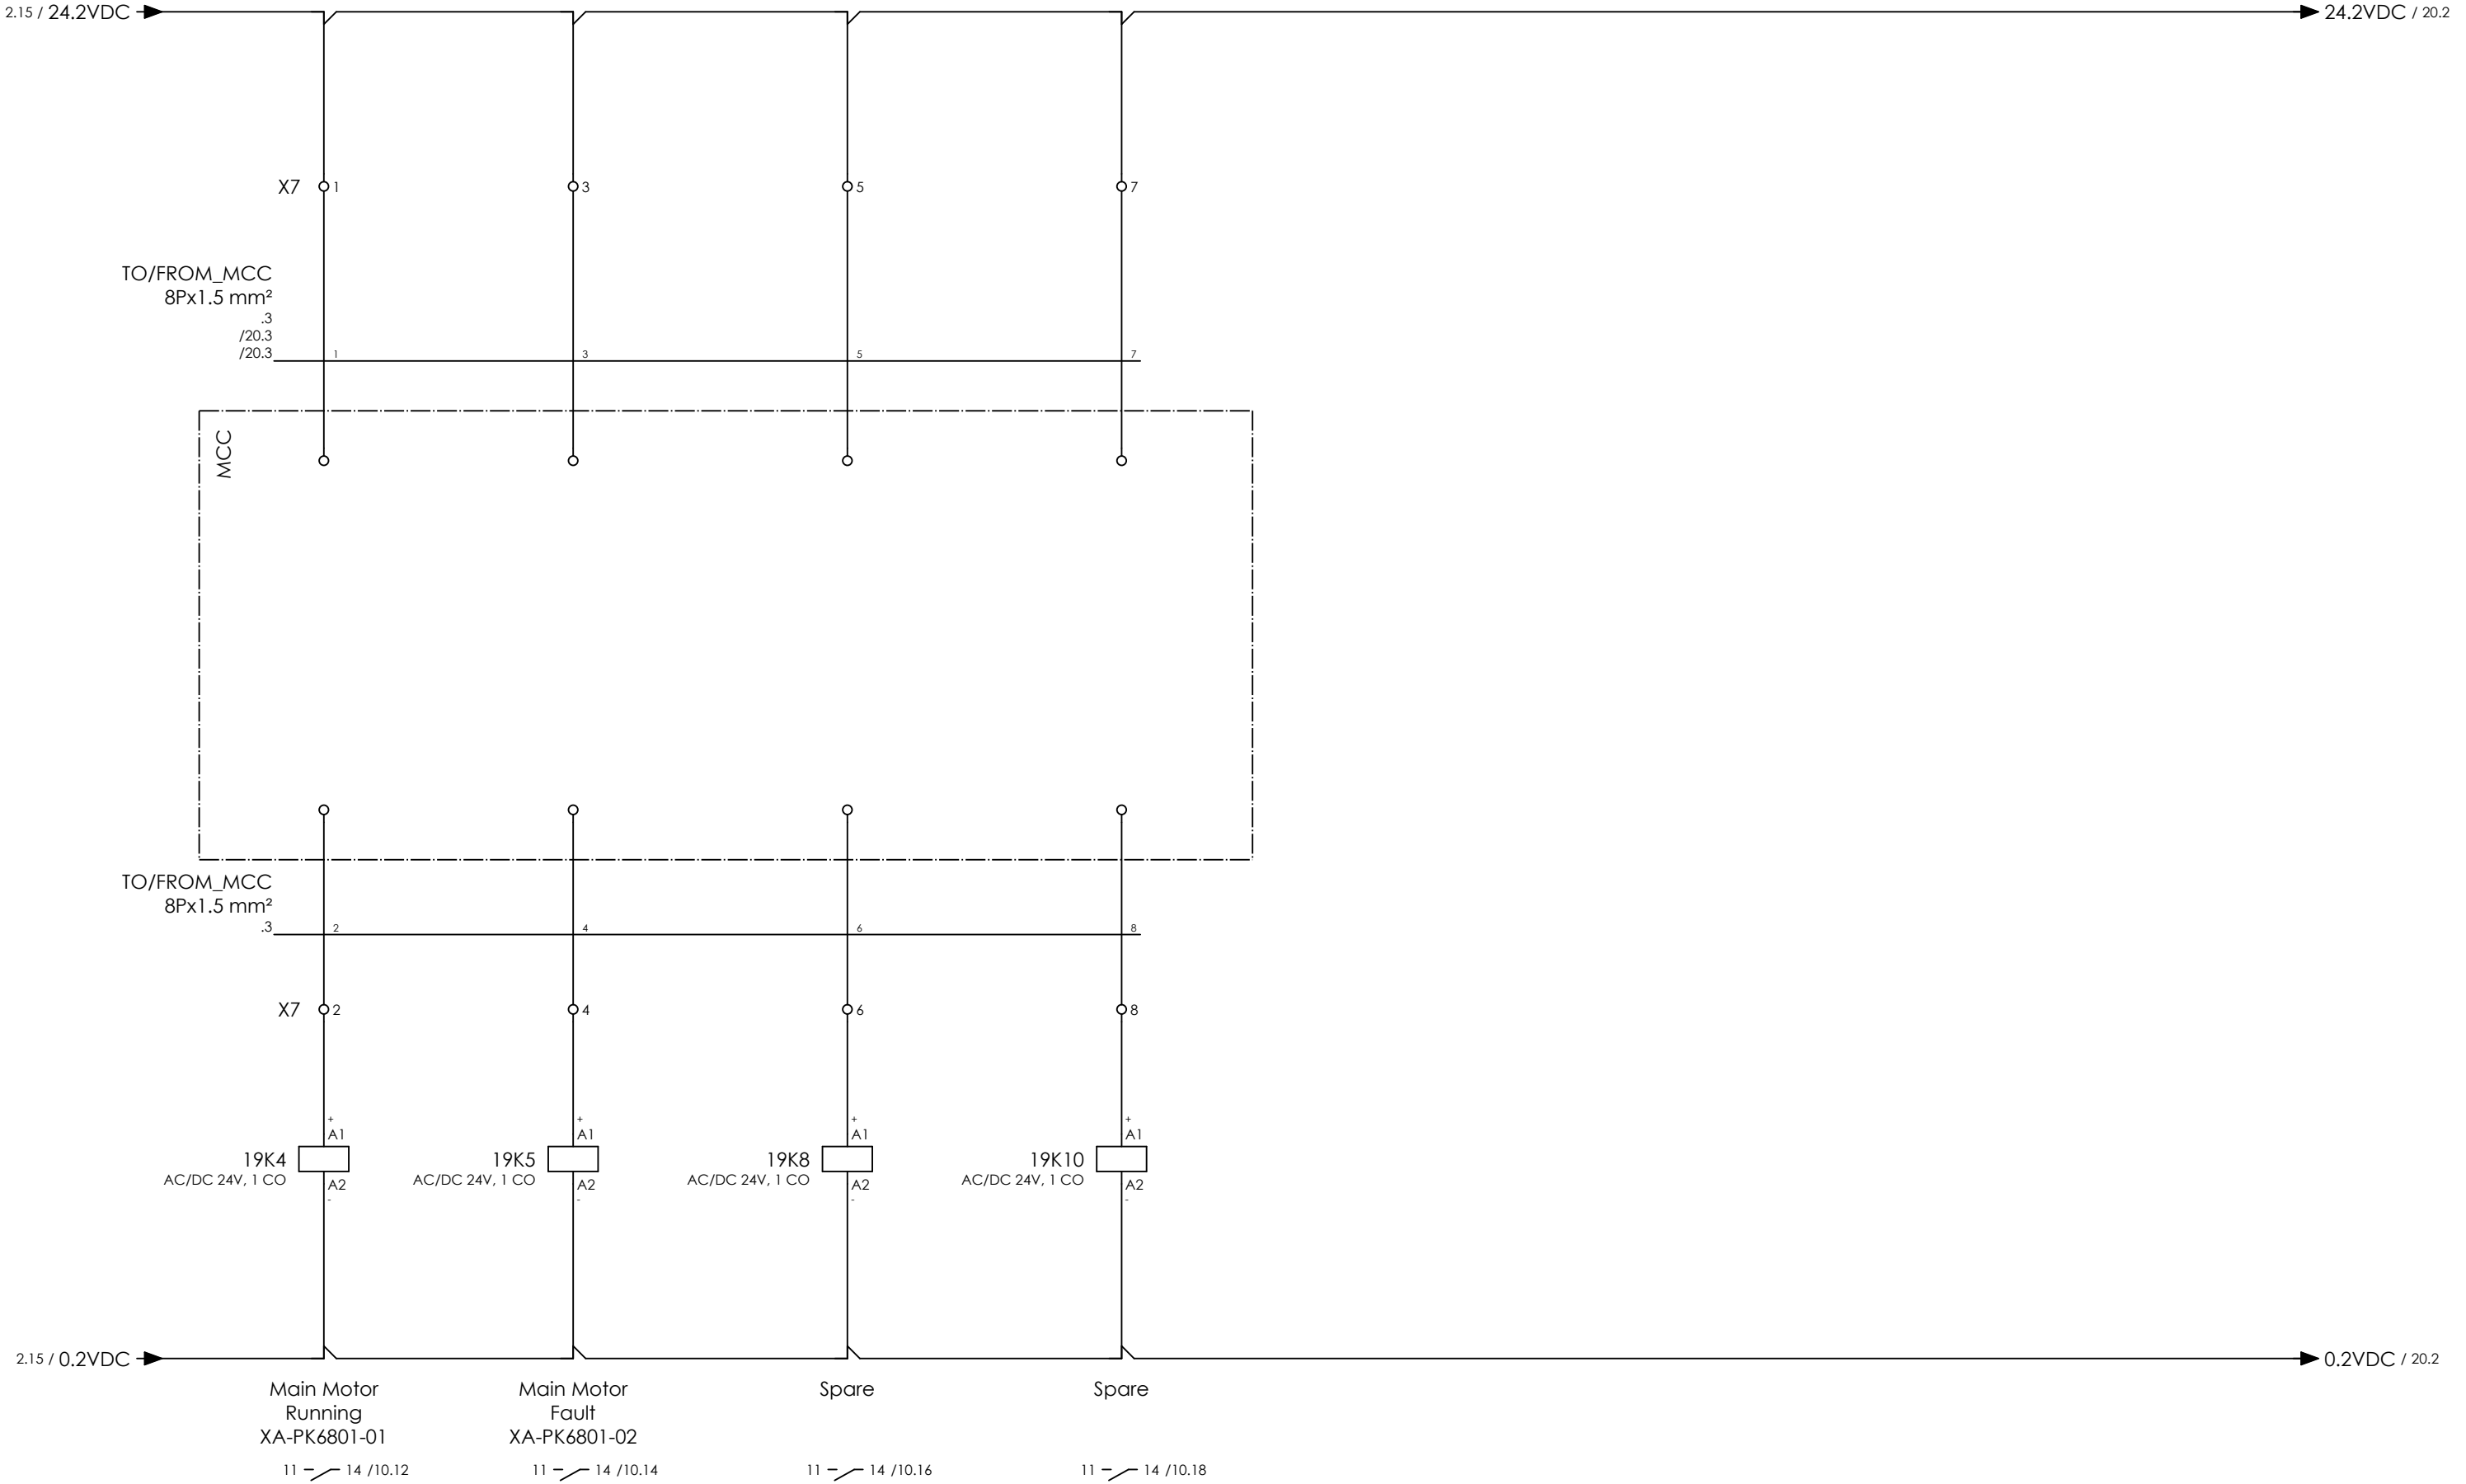 2.15 / 24.2VDC
24.2VDC / 20.2
X7 1 3 5 7
TO/FROM_MCC
8Px1.5 mm²
.3
/20.3
/20.3
1 3 5 7
MCC
TO/FROM_MCC
8Px1.5 mm²
.3
2 4 6 8
X7 2 4 6 8
+ + + +
A1 A1 A1 A1
19K4 19K5 19K8 19K10
AC/DC 24V, 1 CO AC/DC 24V, 1 CO AC/DC 24V, 1 CO AC/DC 24V, 1 CO
A2 A2 A2 A2
- - - -
2.15 / 0.2VDC
0.2VDC / 20.2
Main Motor
Running
XA-PK6801-01
Main Motor
Fault
XA-PK6801-02
Spare
Spare
11 14 /10.12
11 14 /10.14
11 14 /10.16
11 14 /10.18